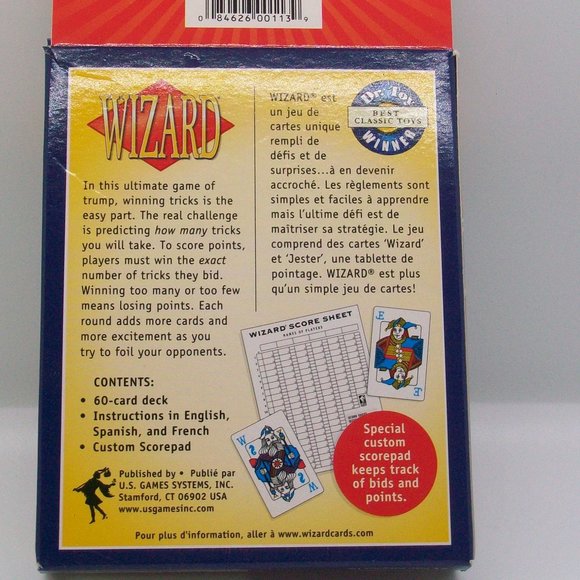 0 84626 00113 9
WIZARD
In this ultimate game of
trump, winning tricks is the
easy part. The real challenge
is predicting how many tricks
you will take. To score points,
players must win the exact
number of tricks they bid.
Winning too many or too few
means losing points. Each
round adds more cards and
more excitement as you
try to foil your opponents.
CONTENTS:
• 60-card deck
• Instructions in English,
Spanish, and French
• Custom Scorepad
Published by • Publié par
U.S. GAMES SYSTEMS, INC.
Stamford, CT 06902 USA
www.usgamesinc.com
WIZARD® est
un jeu de
cartes unique
rempli de
défis et de
surprises...à en devenir
accroché. Les règlements sont
simples et faciles à apprendre
mais l'ultime défi est de
maîtriser sa stratégie. Le jeu
comprend des cartes 'Wizard'
et 'Jester', une tablette de
pointage. WIZARD® est plus
qu'un simple jeu de cartes!
Dr. Toy
BEST
CLASSIC TOYS
WINNER
WIZARD® SCORE SHEET
NAMES OF PLAYERS
E
E
W
S
S
W
Special
custom
scorepad
keeps track
of bids and
points.
Pour plus d'information, aller à www.wizardcards.com